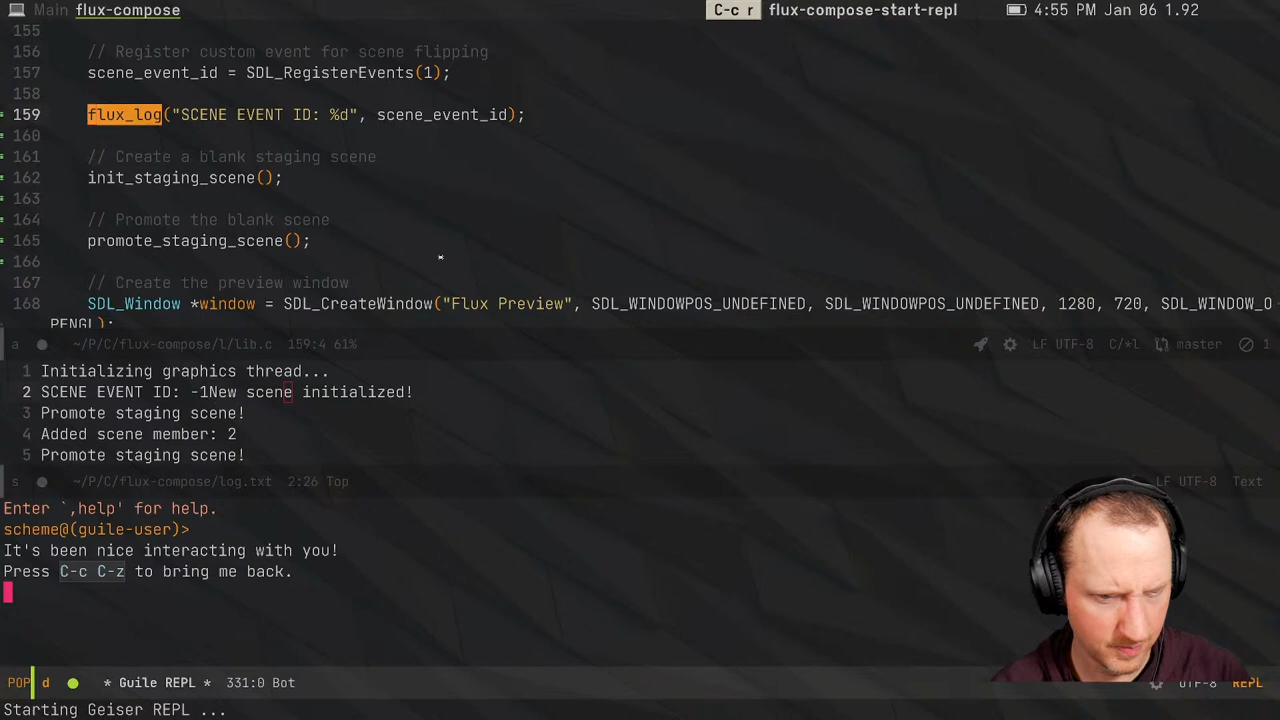 Main flux-compose C-c r flux-compose-start-repl 4:55 PM Jan 06 1.92
155
156 // Register custom event for scene flipping
157 scene_event_id = SDL_RegisterEvents(1);
158
159 flux_log("SCENE EVENT ID: %d", scene_event_id);
160
161 // Create a blank staging scene
162 init_staging_scene();
163
164 // Promote the blank scene
165 promote_staging_scene();
166
167 // Create the preview window
168 SDL_Window *window = SDL_CreateWindow("Flux Preview", SDL_WINDOWPOS_UNDEFINED, SDL_WINDOWPOS_UNDEFINED, 1280, 720, SDL_WINDOW_O
PENGL);
a ~/P/C/flux-compose/l/lib.c 159:4 61% LF UTF-8 C/*l master 1
1 Initializing graphics thread...
2 SCENE EVENT ID: -1New scene initialized!
3 Promote staging scene!
4 Added scene member: 2
5 Promote staging scene!
s ~/P/C/flux-compose/log.txt 2:26 Top LF UTF-8 Text
Enter `,help' for help.
scheme@(guile-user)>
It's been nice interacting with you!
Press C-c C-z to bring me back.
POP d * Guile REPL * 331:0 Bot UTF-8 REPL
Starting Geiser REPL ...